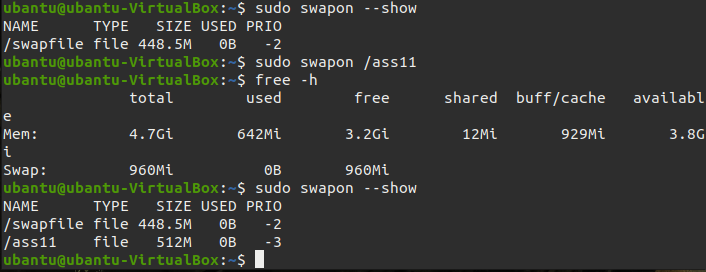 ubantu@ubantu-VirtualBox:~$ sudo swapon --show
NAME      TYPE   SIZE USED PRIO
/swapfile file 448.5M   0B   -2
ubantu@ubantu-VirtualBox:~$ sudo swapon /ass11
ubantu@ubantu-VirtualBox:~$ free -h
              total        used        free      shared  buff/cache   availabl
e
Mem:          4.7Gi       642Mi       3.2Gi        12Mi       929Mi       3.8G
i
Swap:         960Mi          0B       960Mi
ubantu@ubantu-VirtualBox:~$ sudo swapon --show
NAME      TYPE   SIZE USED PRIO
/swapfile file 448.5M   0B   -2
/ass11    file   512M   0B   -3
ubantu@ubantu-VirtualBox:~$